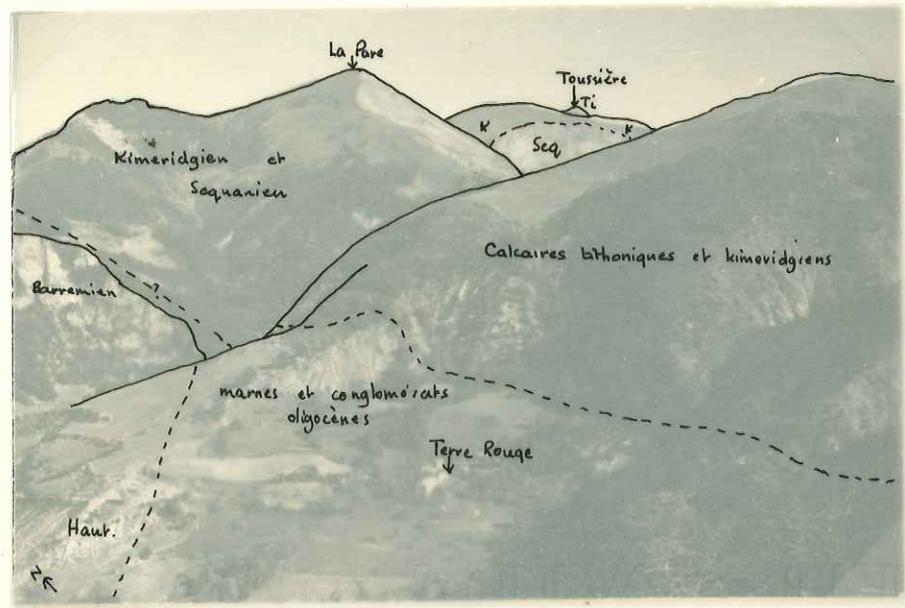 La Pare
Toussière
Ti
K
K
Seq
Kimeridgien et
Sequanien
Calcaires tithoniques et kimeridgiens
Barremien
?
marnes et conglomérats
oligocènes
Terre Rouge
Haut.
N